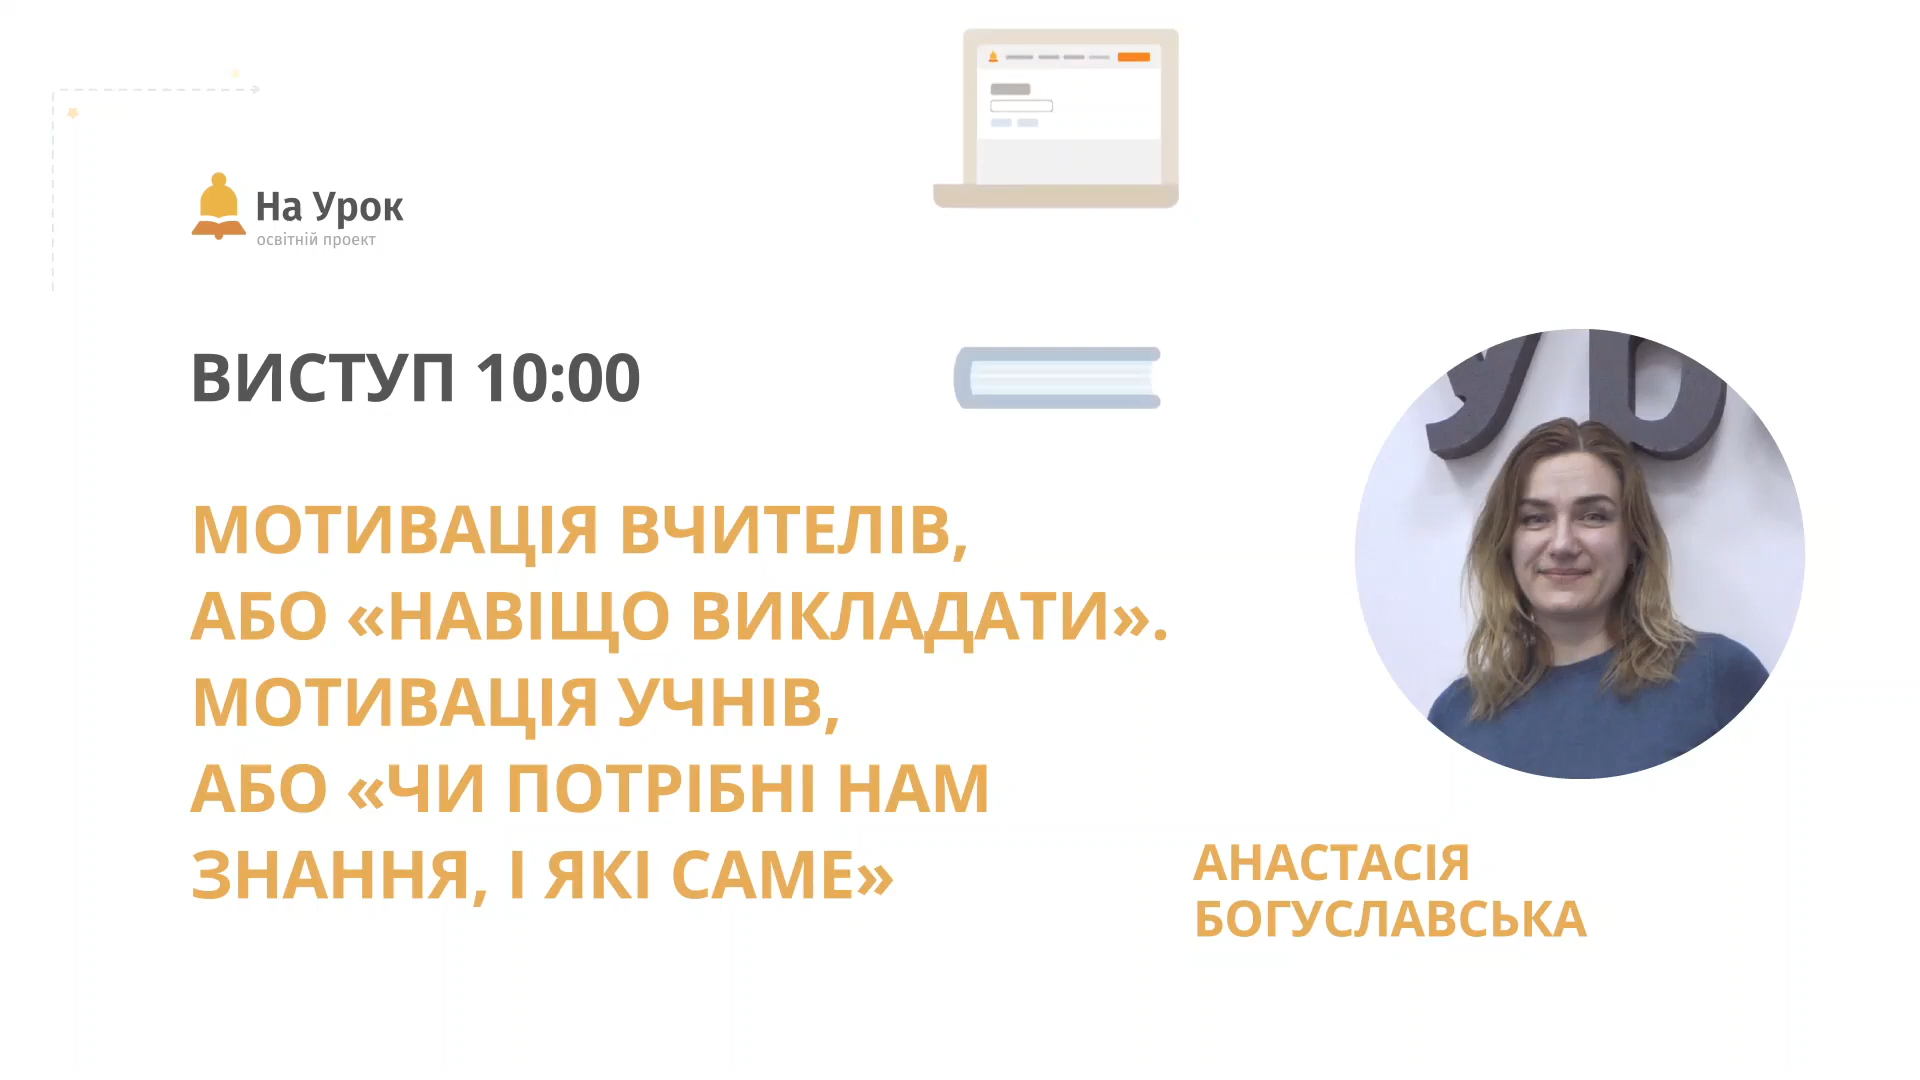 На Урок
освітній проект
ВИСТУП 10:00
МОТИВАЦІЯ ВЧИТЕЛІВ,
АБО «НАВІЩО ВИКЛАДАТИ».
МОТИВАЦІЯ УЧНІВ,
АБО «ЧИ ПОТРІБНІ НАМ
ЗНАННЯ, І ЯКІ САМЕ»
АНАСТАСІЯ
БОГУСЛАВСЬКА